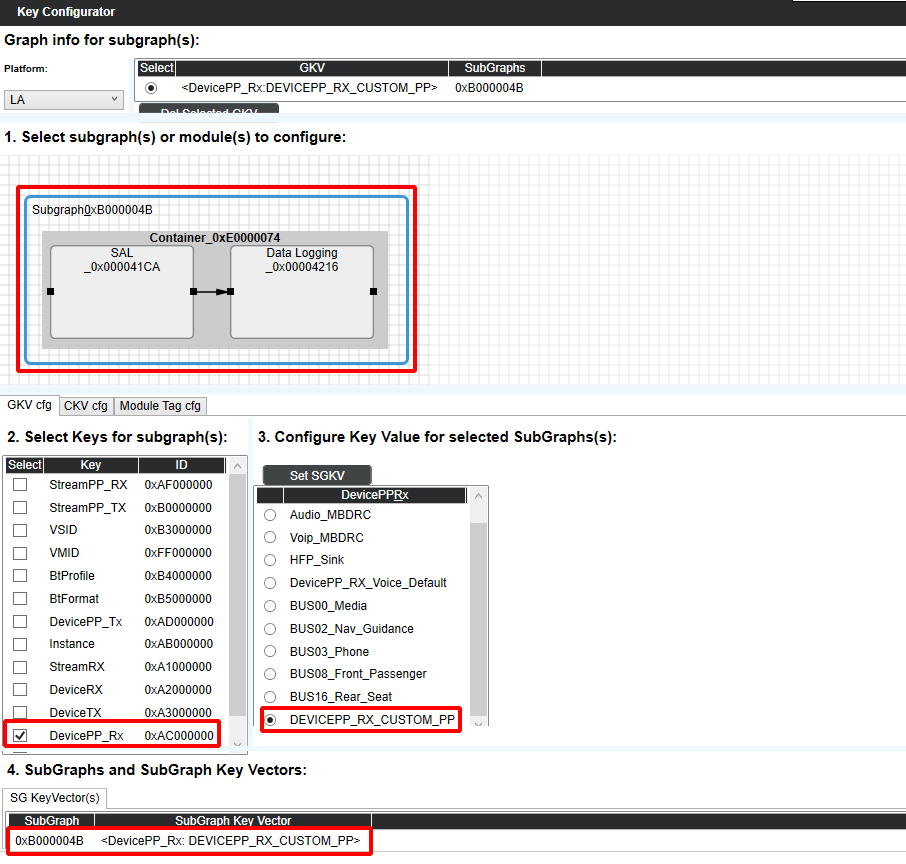 Key Configurator
Graph info for subgraph(s):
Platform:
LA
Select GKV SubGraphs
<DevicePP_Rx:DEVICEPP_RX_CUSTOM_PP> 0xB000004B
Del Selected GKV
1. Select subgraph(s) or module(s) to configure:
Subgraph0xB000004B
Container_0xE0000074
SAL
_0x000041CA
Data Logging
_0x00004216
GKV cfg CKV cfg Module Tag cfg
2. Select Keys for subgraph(s):
Select Key ID
StreamPP_RX 0xAF000000
StreamPP_TX 0xB0000000
VSID 0xB3000000
VMID 0xFF000000
BtProfile 0xB4000000
BtFormat 0xB5000000
DevicePP_Tx 0xAD000000
Instance 0xAB000000
StreamRX 0xA1000000
DeviceRX 0xA2000000
DeviceTX 0xA3000000
DevicePP_Rx 0xAC000000
3. Configure Key Value for selected SubGraphs(s):
Set SGKV
DevicePPRx
Audio_MBDRC
Voip_MBDRC
HFP_Sink
DevicePP_RX_Voice_Default
BUS00_Media
BUS02_Nav_Guidance
BUS03_Phone
BUS08_Front_Passenger
BUS16_Rear_Seat
DEVICEPP_RX_CUSTOM_PP
4. SubGraphs and SubGraph Key Vectors:
SG KeyVector(s)
SubGraph SubGraph Key Vector
0xB000004B <DevicePP_Rx: DEVICEPP_RX_CUSTOM_PP>